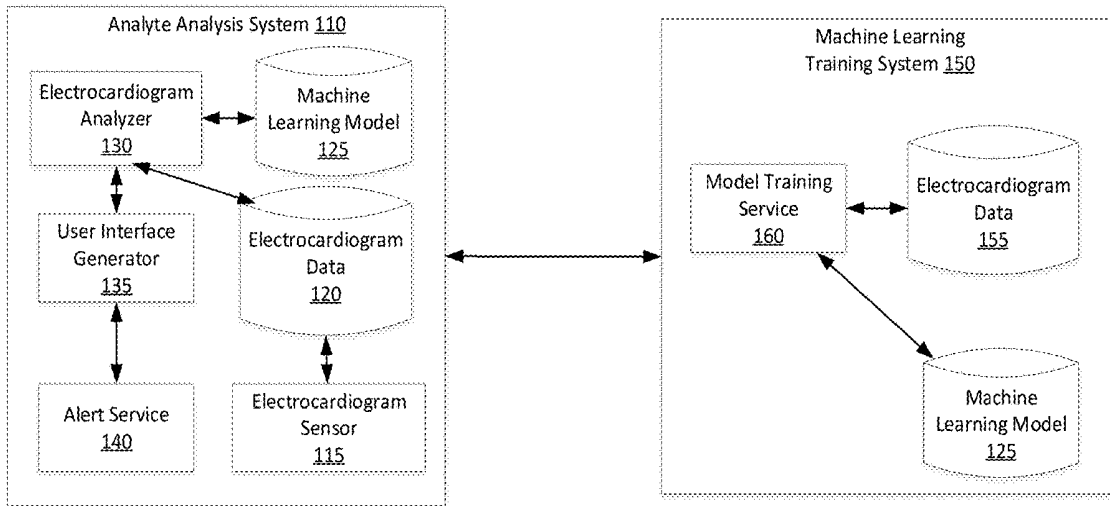 Analyte Analysis System 110
Electrocardiogram
Analyzer
130
Machine
Learning Model
125
User Interface
Generator
135
Electrocardiogram
Data
120
Alert Service
140
Electrocardiogram
Sensor
115
Machine Learning
Training System 150
Model Training
Service
160
Electrocardiogram
Data
155
Machine
Learning Model
125